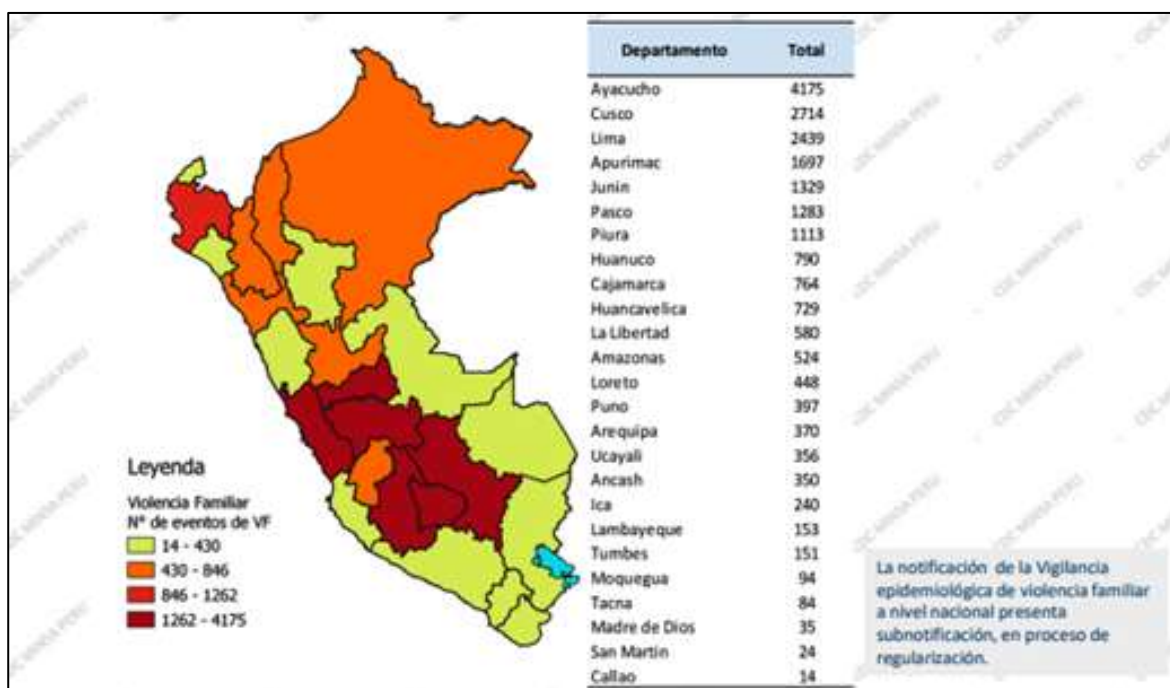 Departamento Total
Ayacucho 4175
Cusco 2714
Lima 2439
Apurimac 1697
Junin 1329
Pasco 1283
Piura 1113
Huanuco 790
Cajamarca 764
Huancavelica 729
La Libertad 580
Amazonas 524
Loreto 448
Puno 397
Arequipa 370
Ucayali 356
Ancash 350
Ica 240
Lambayeque 153
Tumbes 151
Moquegua 94
Tacna 84
Madre de Dios 35
San Martin 24
Callao 14
Leyenda
Violencia Familiar
N° de eventos de VF
14 - 430
430 - 846
846 - 1262
1262 - 4175
La notificación de la Vigilancia
epidemiológica de violencia familiar
a nivel nacional presenta
subnotificación, en proceso de
regularización.
CDC MINSA PERU